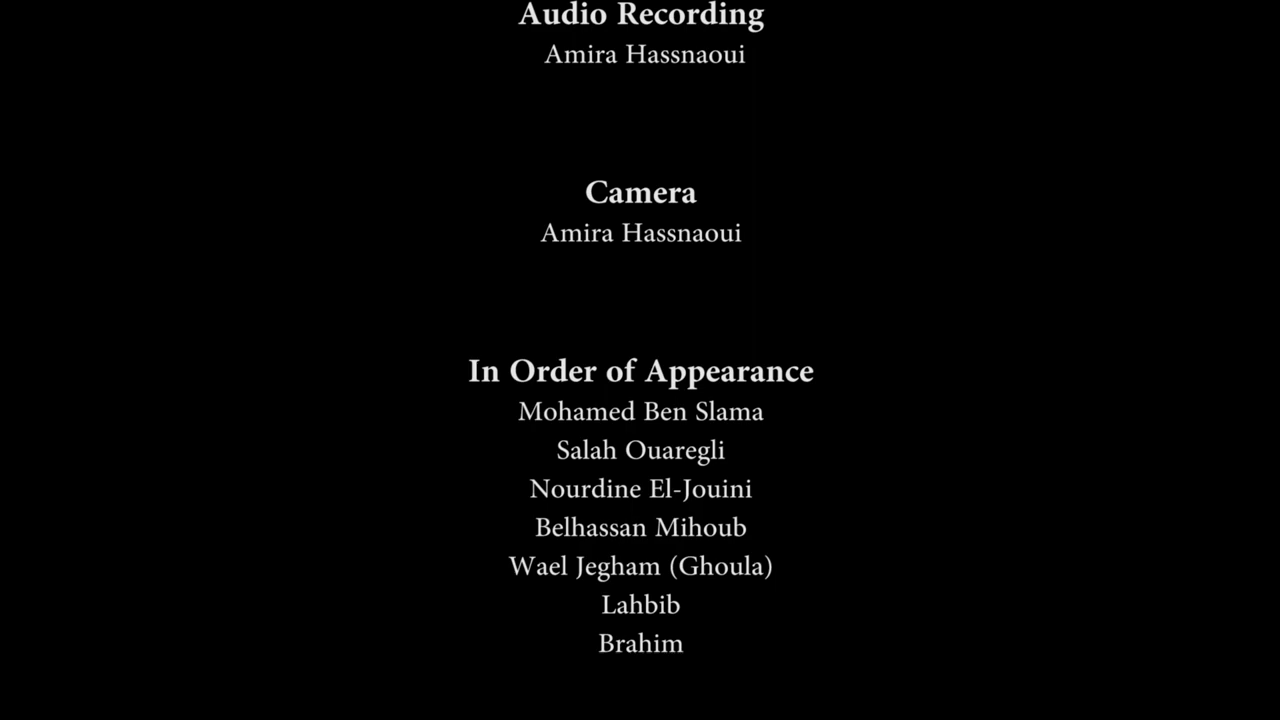 Audio Recording
Amira Hassnaoui
Camera
Amira Hassnaoui
In Order of Appearance
Mohamed Ben Slama
Salah Ouaregli
Nourdine El-Jouini
Belhassan Mihoub
Wael Jegham (Ghoula)
Lahbib
Brahim